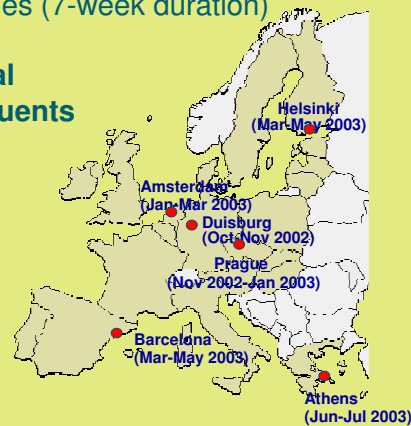 es (7-week duration)
al
uents
Helsinki
(Mar-May 2003)
Amsterdam
(Jan-Mar 2003)
Duisburg
(Oct-Nov 2002)
Prague
(Nov 2002-Jan 2003)
Barcelona
(Mar-May 2003)
Athens
(Jun-Jul 2003)